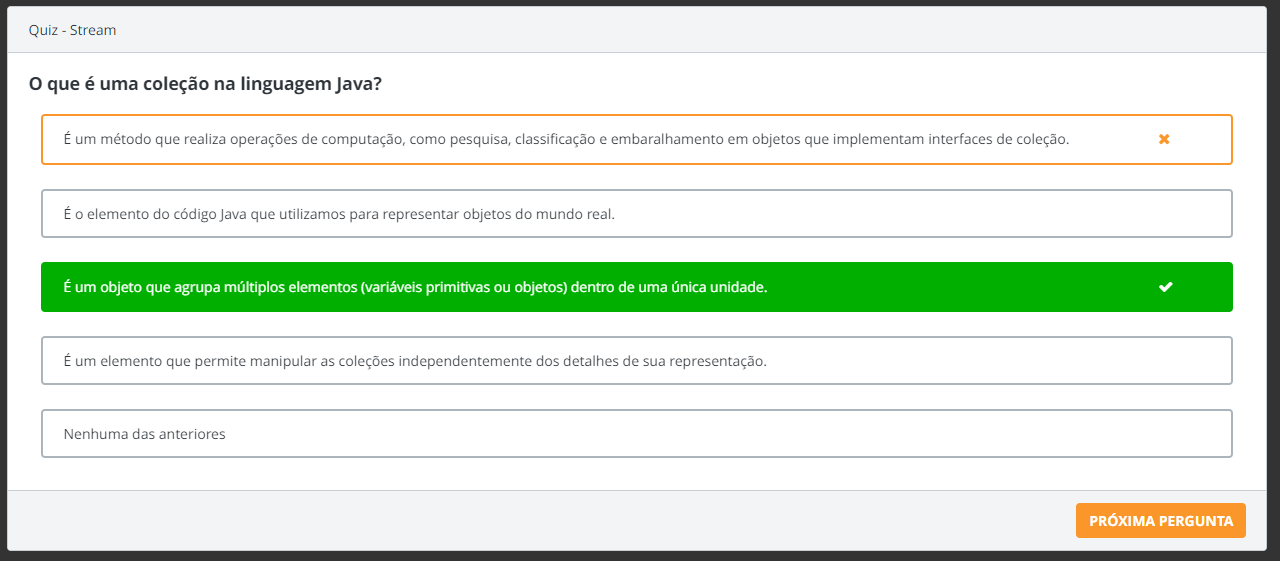 Quiz - Stream
O que é uma coleção na linguagem Java?
É um método que realiza operações de computação, como pesquisa, classificação e embaralhamento em objetos que implementam interfaces de coleção.
É o elemento do código Java que utilizamos para representar objetos do mundo real.
É um objeto que agrupa múltiplos elementos (variáveis primitivas ou objetos) dentro de uma única unidade.
É um elemento que permite manipular as coleções independentemente dos detalhes de sua representação.
Nenhuma das anteriores
PRÓXIMA PERGUNTA